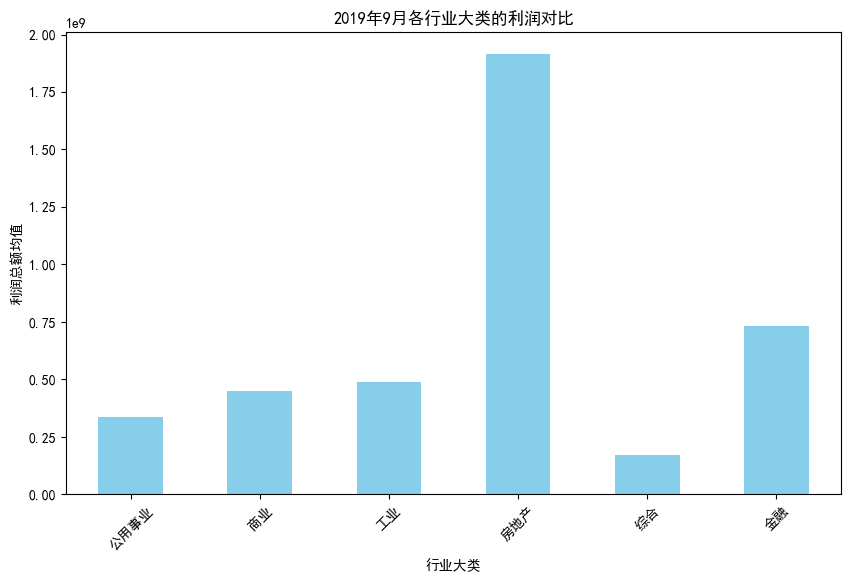 2019年9月各行业大类的利润对比
1e9
2.00
1.75
1.50
1.25
1.00
0.75
0.50
0.25
0.00
利润总额均值
公用事业
商业
工业
房地产
综合
金融
行业大类